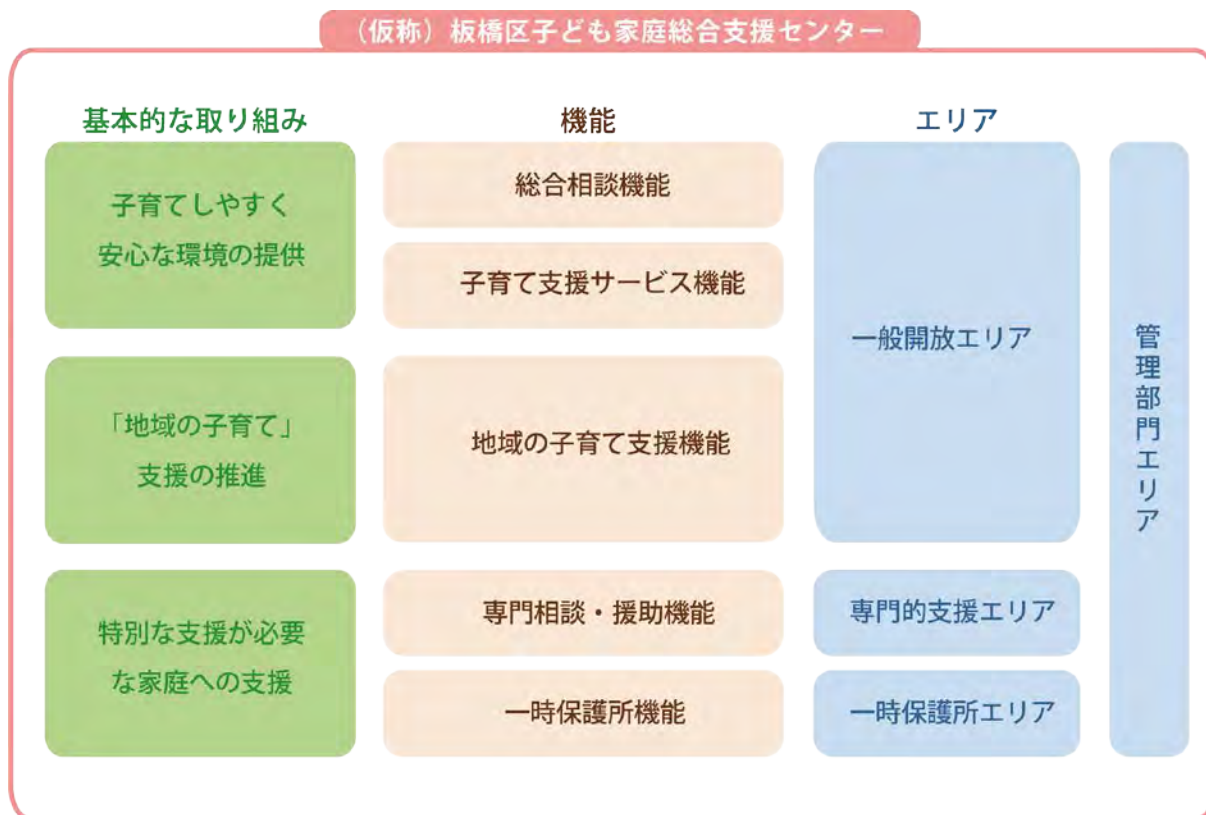 （仮称）板橋区子ども家庭総合支援センター
基本的な取り組み
機能
エリア
子育てしやすく
安心な環境の提供
総合相談機能
子育て支援サービス機能
一般開放エリア
管理部門エリア
「地域の子育て」
支援の推進
地域の子育て支援機能
特別な支援が必要
な家庭への支援
専門相談・援助機能
専門的支援エリア
一時保護所機能
一時保護所エリア